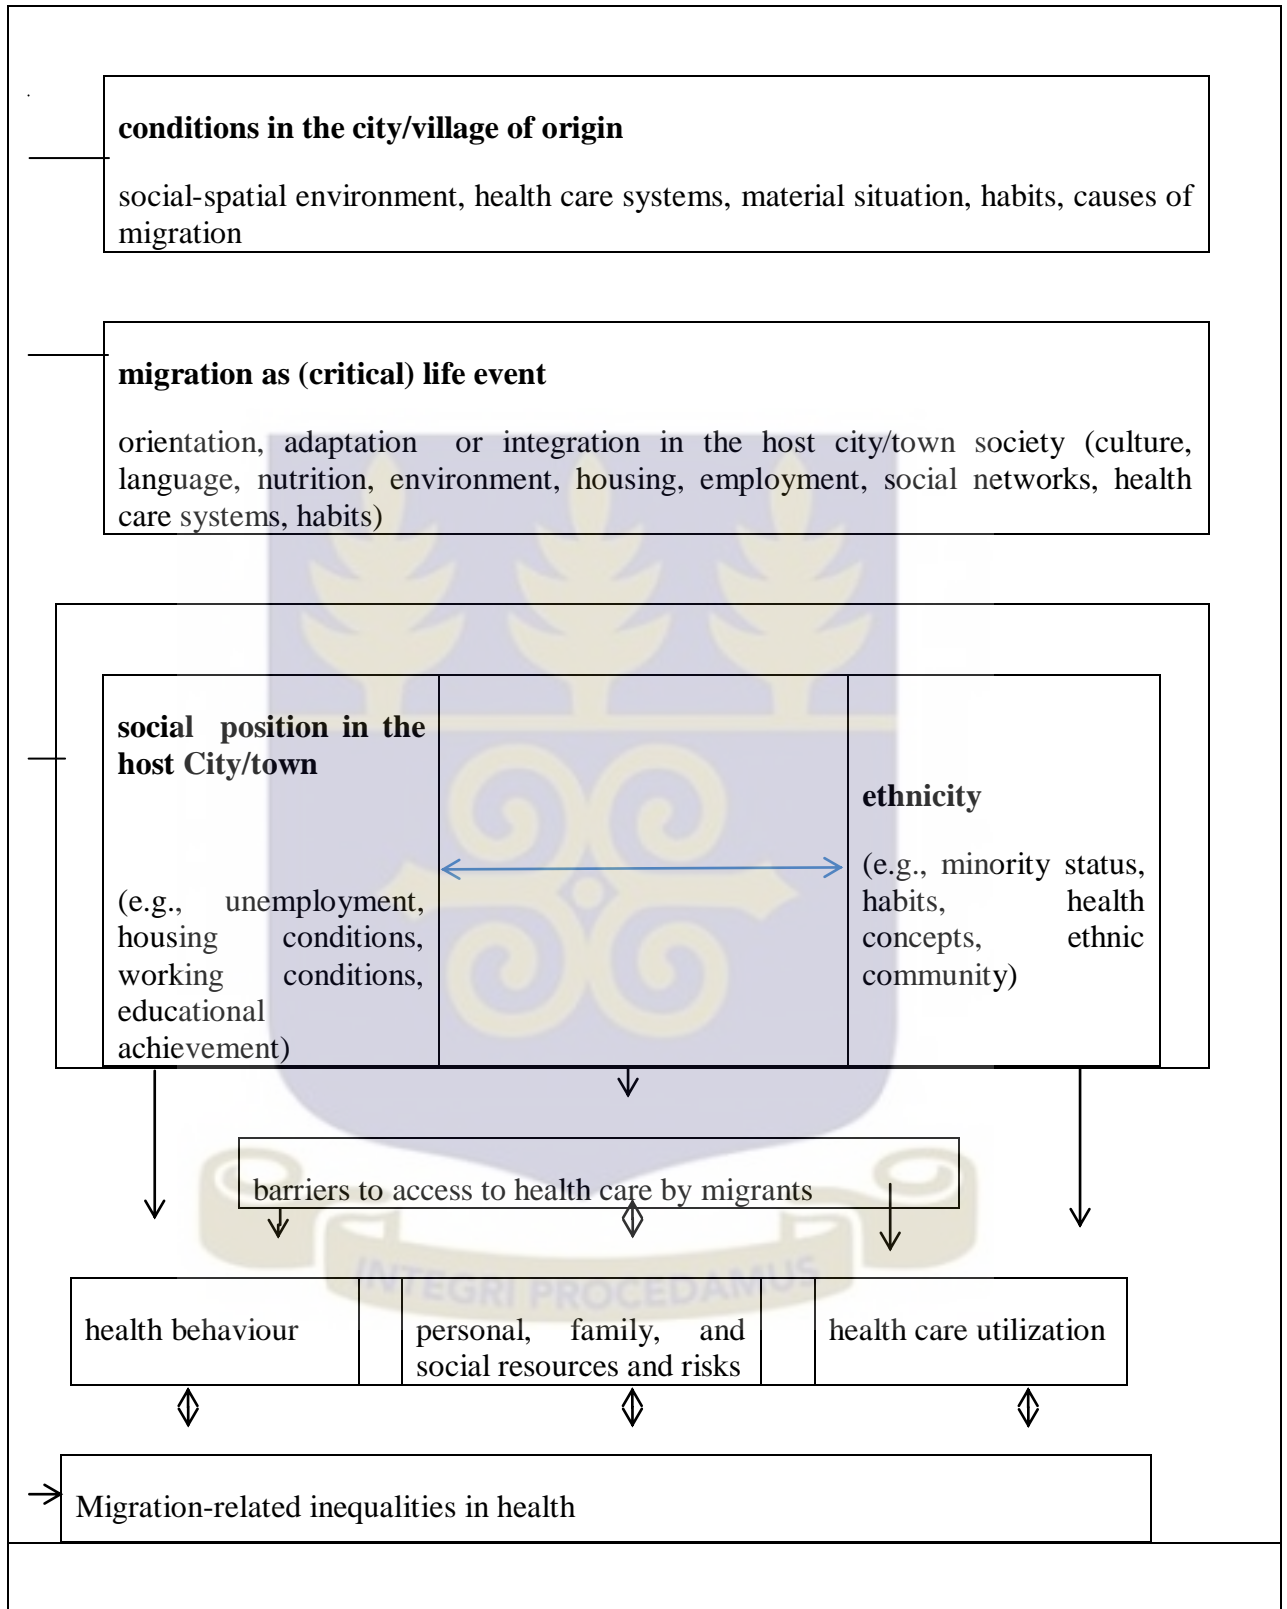 conditions in the city/village of origin
social-spatial environment, health care systems, material situation, habits, causes of
migration
migration as (critical) life event
orientation, adaptation or integration in the host city/town society (culture,
language, nutrition, environment, housing, employment, social networks, health
care systems, habits)
social position in the
host City/town
(e.g., unemployment,
housing conditions,
working conditions,
educational
achievement)
ethnicity
(e.g., minority status,
habits, health
concepts, ethnic
community)
barriers to access to health care by migrants
INTEGRI PROCEDAMUS
health behaviour
personal, family, and
social resources and risks
health care utilization
Migration-related inequalities in health